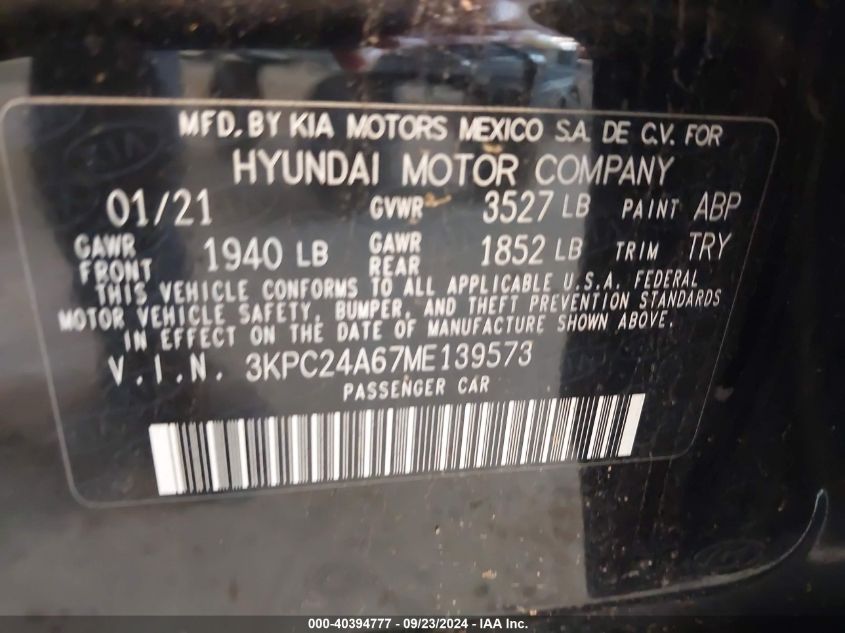 MFD. BY KIA MOTORS MEXICO S.A. DE C.V. FOR
HYUNDAI MOTOR COMPANY
01/21 GVWR 3527 LB PAINT ABP
GAWR FRONT 1940 LB GAWR REAR 1852 LB TRIM TRY
THIS VEHICLE CONFORMS TO ALL APPLICABLE U.S.A. FEDERAL
MOTOR VEHICLE SAFETY, BUMPER, AND THEFT PREVENTION STANDARDS
IN EFFECT ON THE DATE OF MANUFACTURE SHOWN ABOVE.
V.I.N. 3KPC24A67ME139573
PASSENGER CAR
000-40394777 - 09/23/2024 - IAA Inc.